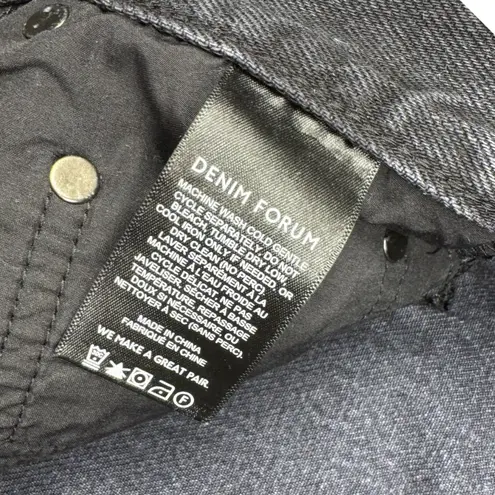 DENIM FORUM
MACHINE WASH COLD GENTLE
CYCLE SEPARATELY. DO NOT
BLEACH, TUMBLE DRY LOW,
COOL IRON ONLY IF NEEDED, OR
DRY CLEAN (NO PERC).
LAVER SÉPARÉMENT À LA
MACHINE À L'EAU FROIDE AU
CYCLE DÉLICAT. NE PAS
JAVELLISER, SÉCHER À BASSE
TEMPÉRATURE, REPASSAGE
DOUX SI NÉCESSAIRE, OU
NETTOYER À SEC (SANS PERC).
MADE IN CHINA
FABRIQUÉ EN CHINE
WE MAKE A GREAT PAIR.
F